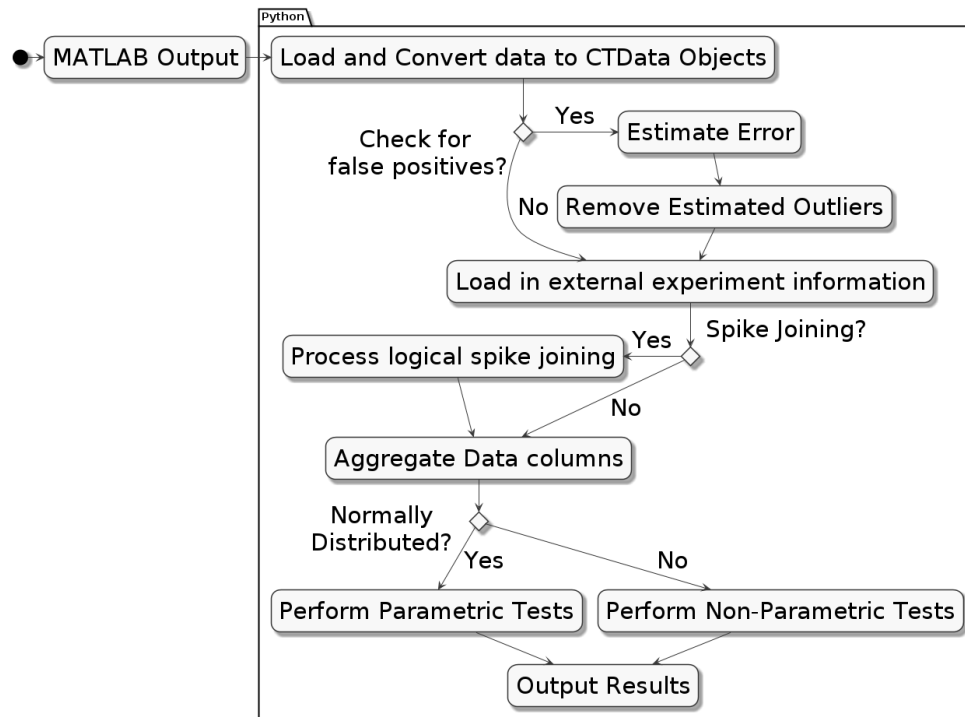 Python
MATLAB Output
Load and Convert data to CTData Objects
Check for
false positives?
Yes
Estimate Error
No
Remove Estimated Outliers
Load in external experiment information
Spike Joining?
Yes
Process logical spike joining
No
Aggregate Data columns
Normally
Distributed?
Yes
No
Perform Parametric Tests
Perform Non-Parametric Tests
Output Results